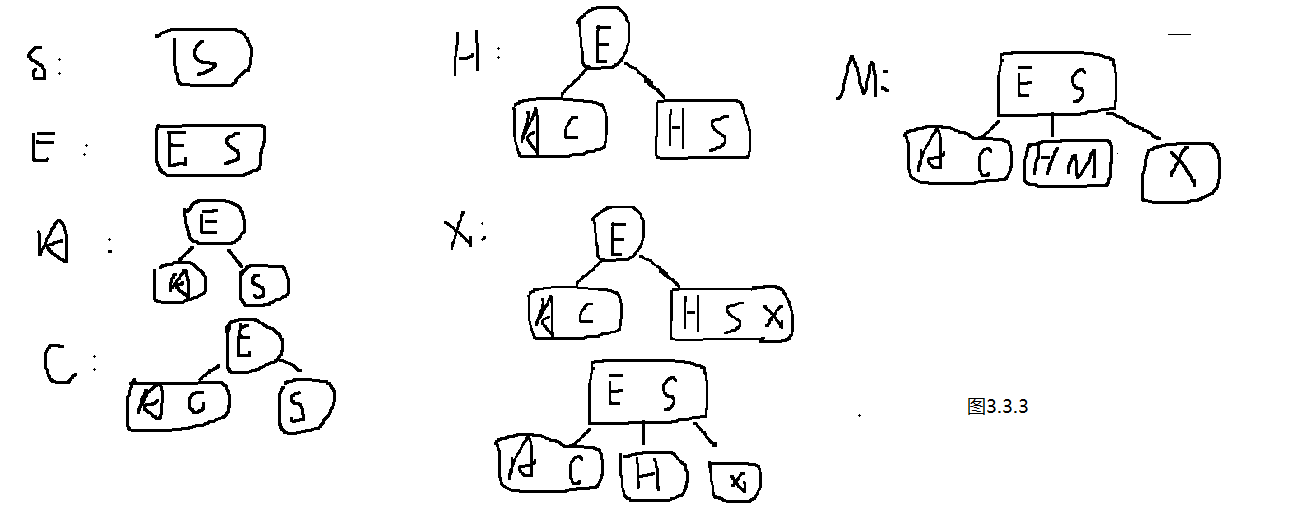 S: S
E : E S
A : E
A S
C : E
A C S
H : E
A C H S
X : E
A C H S X
E S
A C H X
M: E S
A C H M X
图3.3.3